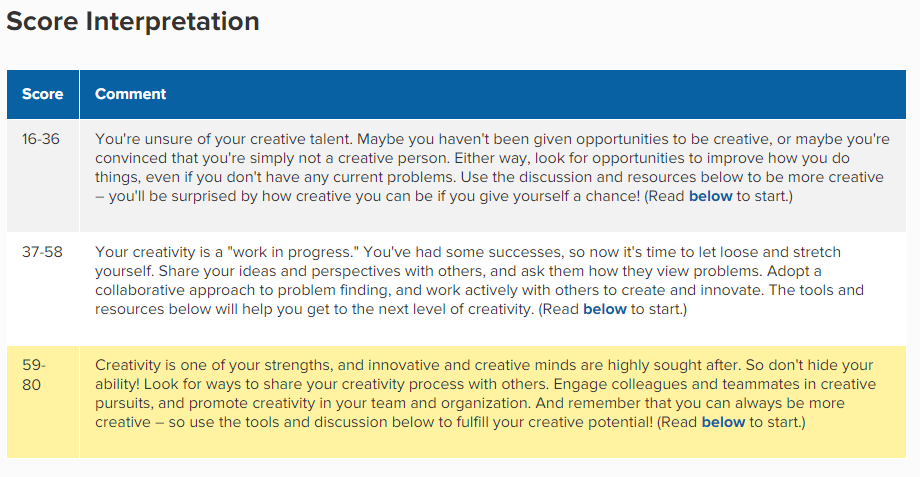 Score Interpretation
Score Comment
16-36 You're unsure of your creative talent. Maybe you haven't been given opportunities to be creative, or maybe you're
convinced that you're simply not a creative person. Either way, look for opportunities to improve how you do
things, even if you don't have any current problems. Use the discussion and resources below to be more creative
– you'll be surprised by how creative you can be if you give yourself a chance! (Read below to start.)
37-58 Your creativity is a "work in progress." You've had some successes, so now it's time to let loose and stretch
yourself. Share your ideas and perspectives with others, and ask them how they view problems. Adopt a
collaborative approach to problem finding, and work actively with others to create and innovate. The tools and
resources below will help you get to the next level of creativity. (Read below to start.)
59-
80
Creativity is one of your strengths, and innovative and creative minds are highly sought after. So don't hide your
ability! Look for ways to share your creativity process with others. Engage colleagues and teammates in creative
pursuits, and promote creativity in your team and organization. And remember that you can always be more
creative – so use the tools and discussion below to fulfill your creative potential! (Read below to start.)